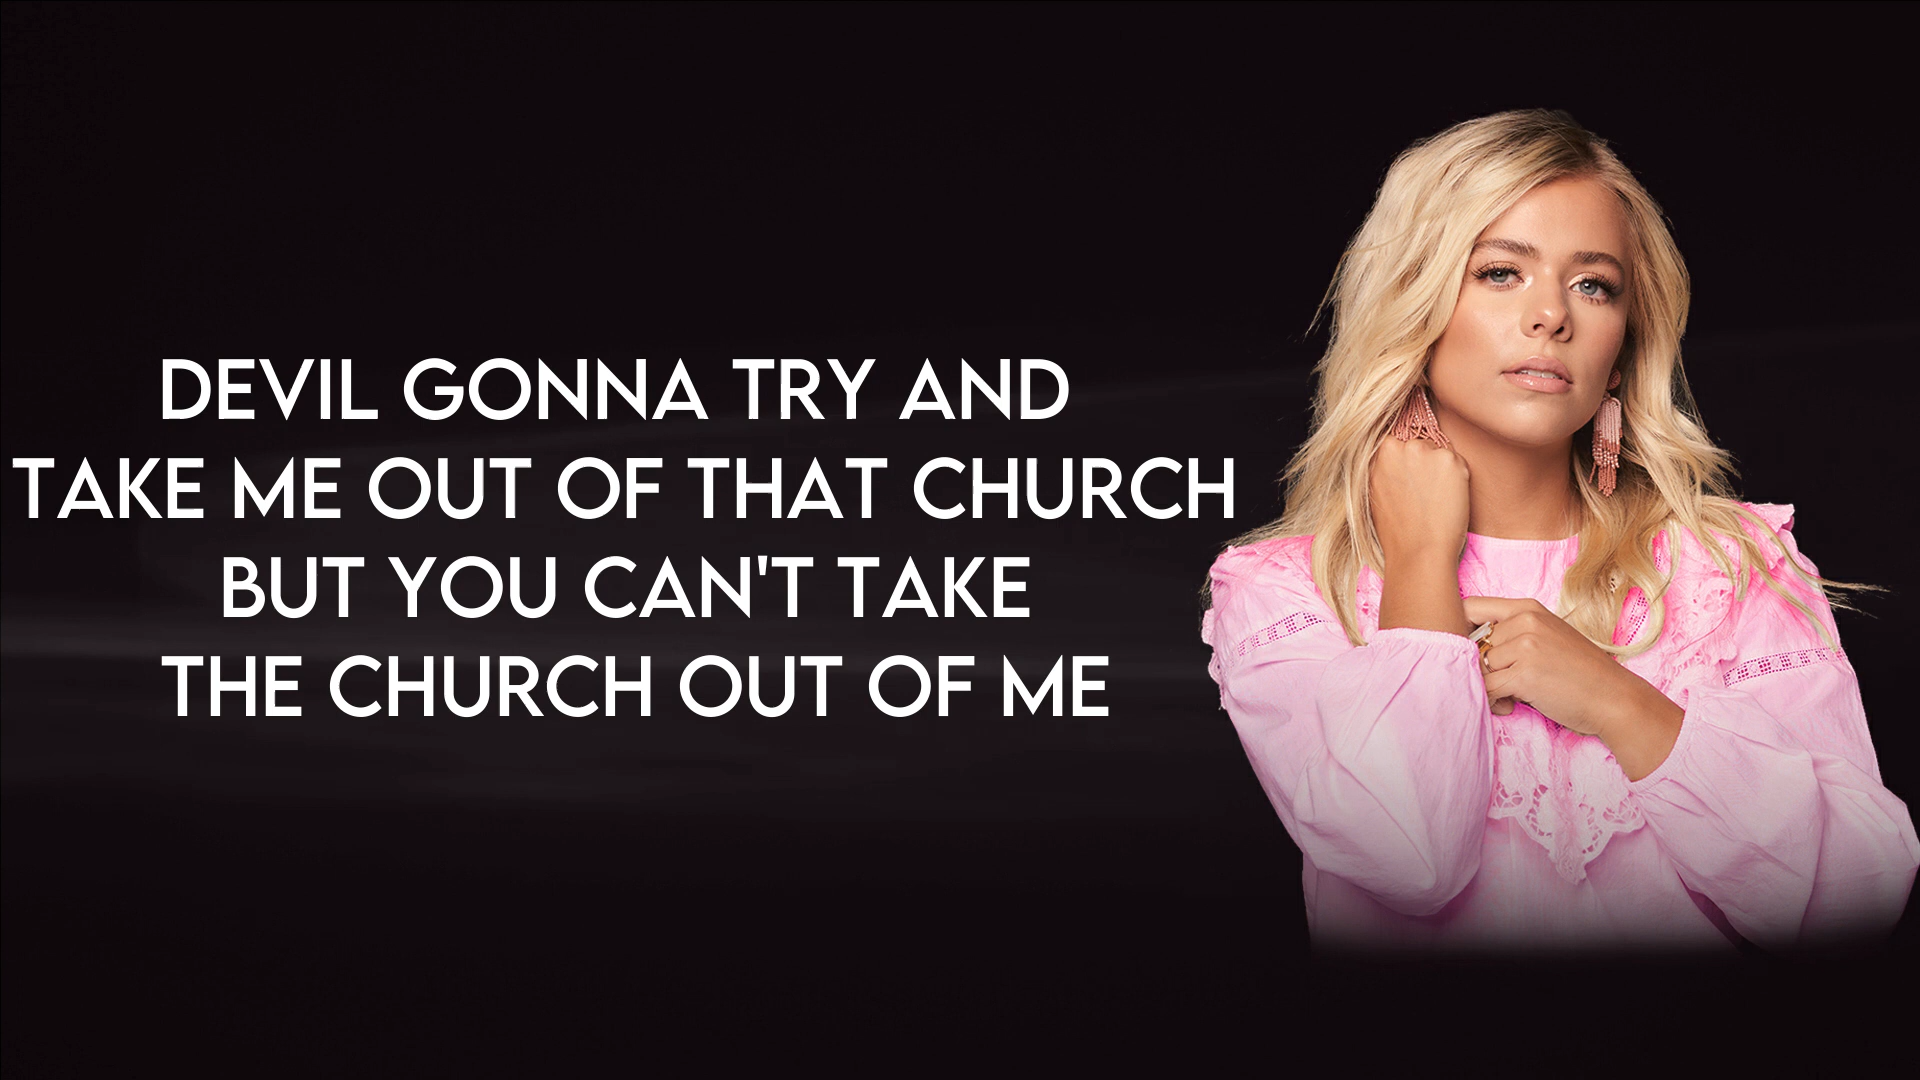 DEVIL GONNA TRY AND
TAKE ME OUT OF THAT CHURCH
BUT YOU CAN'T TAKE
THE CHURCH OUT OF ME